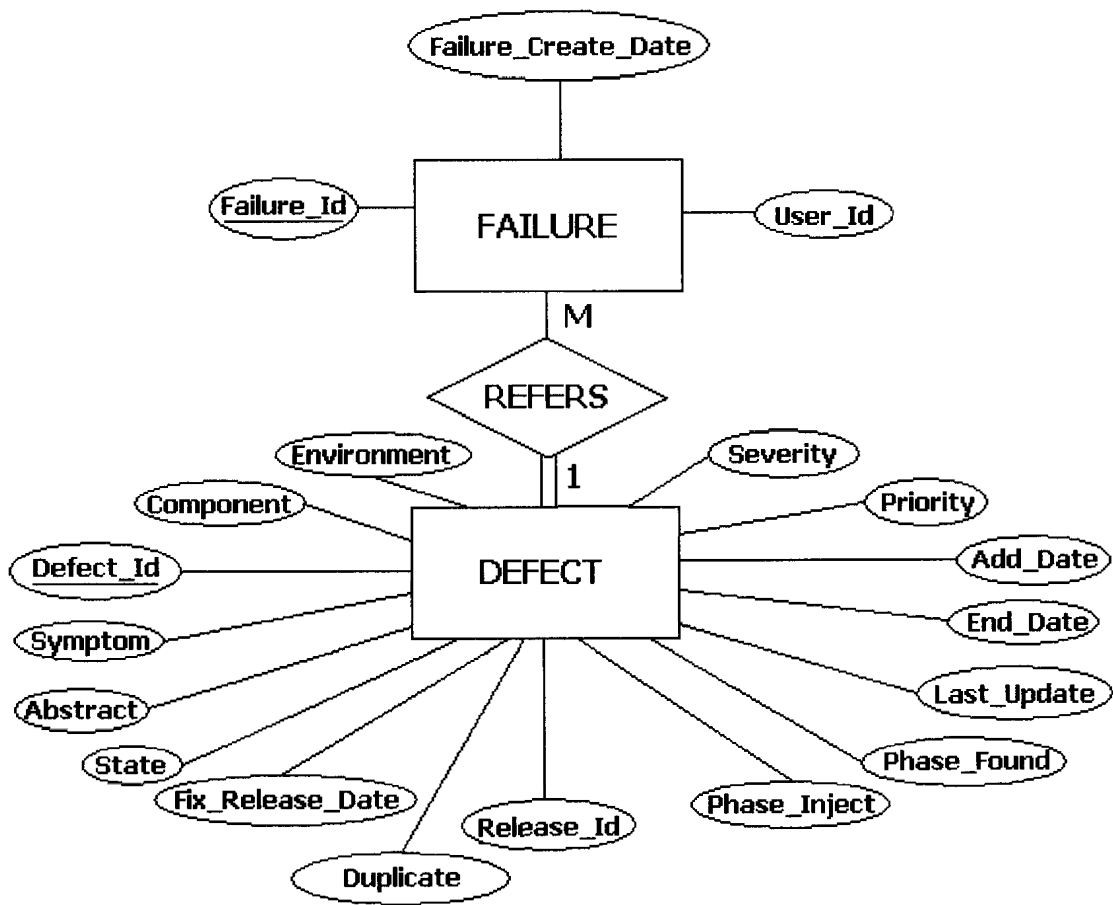 Failure_Create_Date
Failure_Id
FAILURE
User_Id
M
REFERS
1
Environment
Severity
Component
Priority
Defect_Id
DEFECT
Add_Date
Symptom
End_Date
Abstract
Last_Update
State
Phase_Found
Fix_Release_Date
Phase_Inject
Release_Id
Duplicate